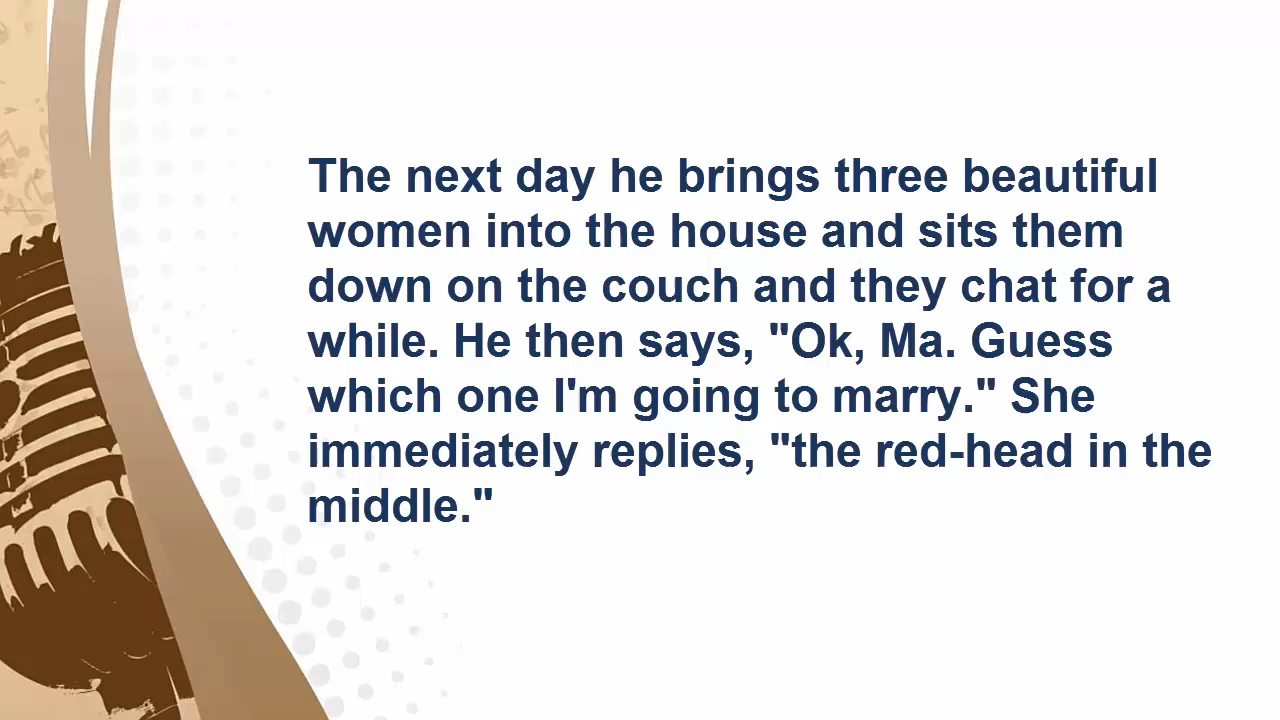 The next day he brings three beautiful
women into the house and sits them
down on the couch and they chat for a
while. He then says, "Ok, Ma. Guess
which one I'm going to marry." She
immediately replies, "the red-head in the
middle."